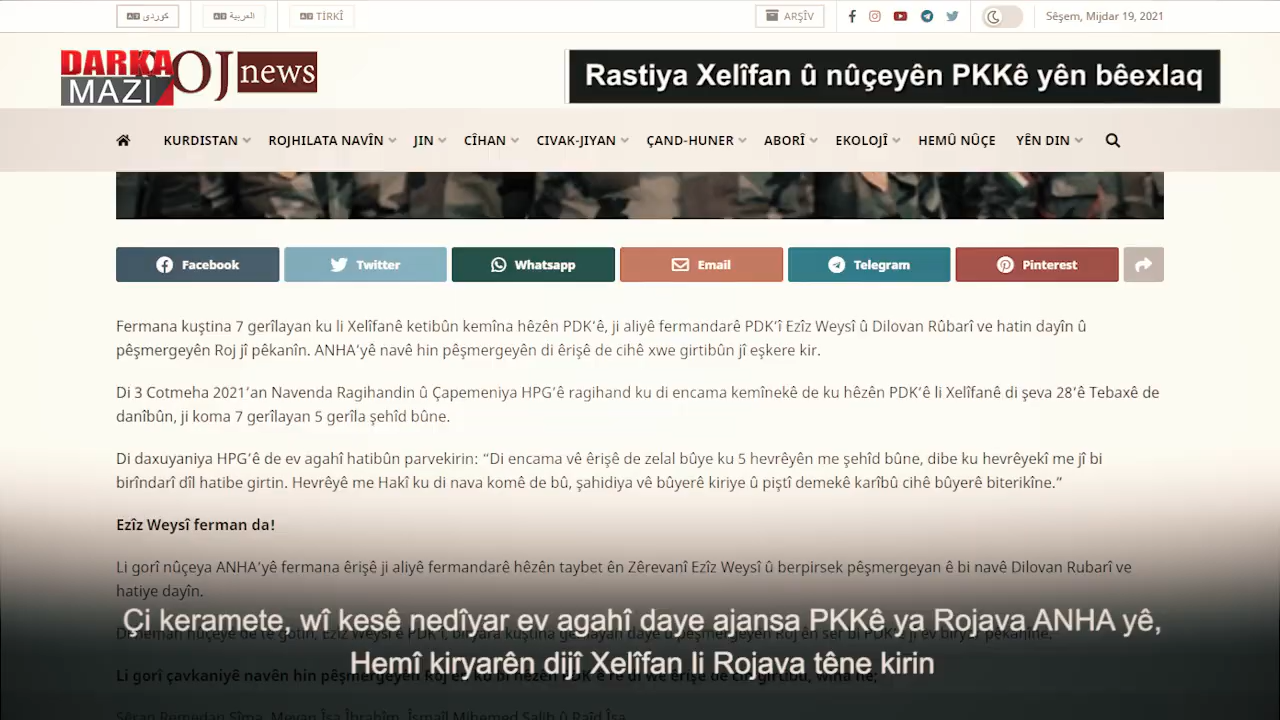 كوردی
العربية
TİRKÎ
ARŞÎV
Sêşem, Mijdar 19, 2021
DARKA MAZI
OJ news
Rastiya Xelîfan û nûçeyên PKKê yên bêexlaq
KURDISTAN
ROJHILATA NAVÎN
JIN
CÎHAN
CIVAK-JIYAN
ÇAND-HUNER
ABORÎ
EKOLOJÎ
HEMÛ NÛÇE
YÊN DIN
Facebook
Twitter
Whatsapp
Email
Telegram
Pinterest
Fermana kuştina 7 gerîlayan ku li Xelîfanê ketibûn kemîna hêzên PDK’ê, ji aliyê fermandarê PDK’î Ezîz Weysî û Dilovan Rûbarî ve hatin dayîn û
pêşmergeyên Roj jî pêkanîn. ANHA’yê navê hin pêşmergeyên di êrişê de cihê xwe girtibûn jî eşkere kir.
Di 3 Cotmeha 2021’an Navenda Ragihandin û Çapemeniya HPG’ê ragihand ku di encama kemînekê de ku hêzên PDK’ê li Xelîfanê di şeva 28’ê Tebaxê de
danîbûn, ji koma 7 gerîlayan 5 gerîla şehîd bûne.
Di daxuyaniya HPG’ê de ev agahî hatibûn parvekirin: “Di encama vê êrişê de zelal bûye ku 5 hevrêyên me şehîd bûne, dibe ku hevrêyekî me jî bi
birîndarî dîl hatibe girtin. Hevrêyê me Hakî ku di nava komê de bû, şahidiya vê bûyerê kiriye û piştî demekê karîbû cihê bûyerê biterikîne.”
Ezîz Weysî ferman da!
Li gorî nûçeya ANHA’yê fermana êrişê ji aliyê fermandarê hêzên taybet ên Zêrevanî Ezîz Weysî û berpirsek pêşmergeyan ê bi navê Dilovan Rubarî ve
hatiye dayîn.
Çi keramete, wî kesê nedîyar ev agahî daye ajansa PKKê ya Rojava ANHA yê,
Hemî kiryarên dijî Xelîfan li Rojava têne kirin